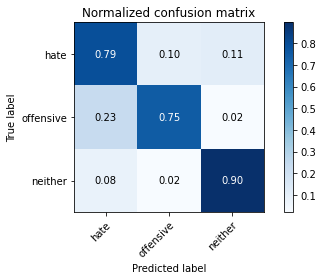 Normalized confusion matrix
True label
hate
0.79 0.10 0.11
offensive
0.23 0.75 0.02
neither
0.08 0.02 0.90
hate
offensive
neither
Predicted label
0.8
0.7
0.6
0.5
0.4
0.3
0.2
0.1